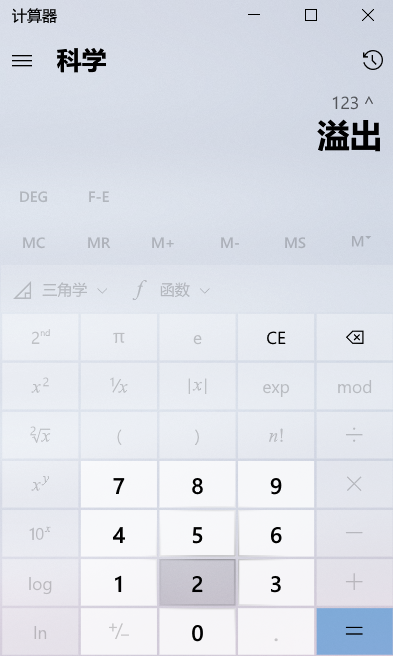 计算器
科学
123 ^
溢出
DEG F-E
MC MR M+ M- MS M˅
三角学 f 函数
2ⁿᵈ π e CE
x² ¹/x |x| exp mod
²√x ( ) n! ÷
xʸ 7 8 9 ×
10ˣ 4 5 6 −
log 1 2 3 +
ln +/− 0 . =